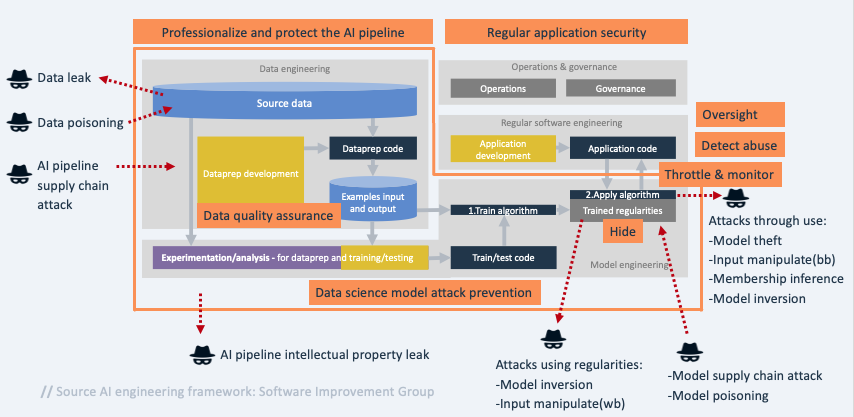 Professionalize and protect the AI pipeline
Regular application security
Data engineering
Operations & governance
Operations
Governance
Data leak
Source data
Data poisoning
Regular software engineering
Oversight
Application
development
Application code
Detect abuse
Dataprep code
AI pipeline
supply chain
attack
Dataprep development
Throttle & monitor
Examples input
and output
2.Apply algorithm
1.Train algorithm
Trained regularities
Data quality assurance
Hide
Attacks through use:
-Model theft
-Input manipulate(bb)
-Membership inference
-Model inversion
Experimentation/analysis - for dataprep and training/testing
Train/test code
Model engineering
Data science model attack prevention
AI pipeline intellectual property leak
Attacks using regularities:
-Model inversion
-Input manipulate(wb)
-Model supply chain attack
-Model poisoning
// Source AI engineering framework: Software Improvement Group